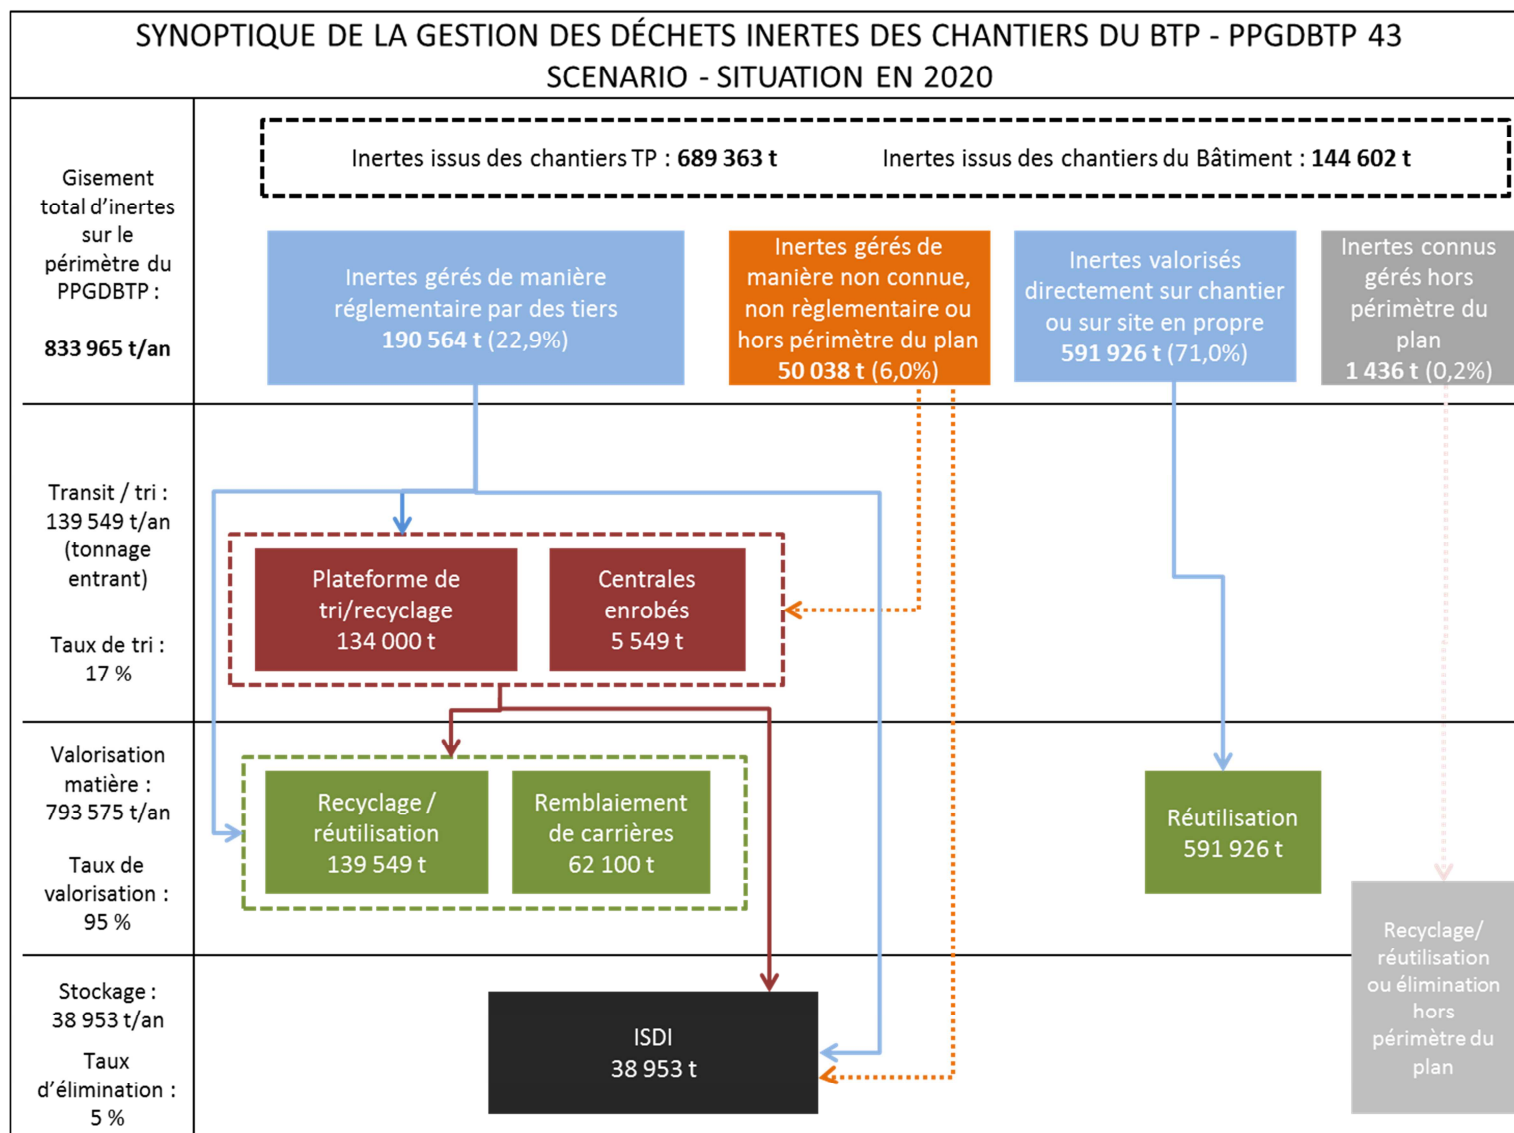 SYNOPTIQUE DE LA GESTION DES DÉCHETS INERTES DES CHANTIERS DU BTP - PPGDBTP 43
SCENARIO - SITUATION EN 2020
Gisement
total d’inertes
sur le
périmètre du
PPGDBTP :
833 965 t/an
Inertes issus des chantiers TP : 689 363 t
Inertes issus des chantiers du Bâtiment : 144 602 t
Inertes gérés de manière
réglementaire par des tiers
190 564 t (22,9%)
Inertes gérés de
manière non connue,
non règlementaire ou
hors périmètre du plan
50 038 t (6,0%)
Inertes valorisés
directement sur chantier
ou sur site en propre
591 926 t (71,0%)
Inertes connus
gérés hors
périmètre du
plan
1 436 t (0,2%)
Transit / tri :
139 549 t/an
(tonnage
entrant)
Taux de tri :
17 %
Plateforme de
tri/recyclage
134 000 t
Centrales
enrobés
5 549 t
Valorisation
matière :
793 575 t/an
Taux de
valorisation :
95 %
Recyclage /
réutilisation
139 549 t
Remblaiement
de carrières
62 100 t
Réutilisation
591 926 t
Recyclage/
réutilisation
ou élimination
hors
périmètre du
plan
Stockage :
38 953 t/an
Taux
d’élimination :
5 %
ISDI
38 953 t